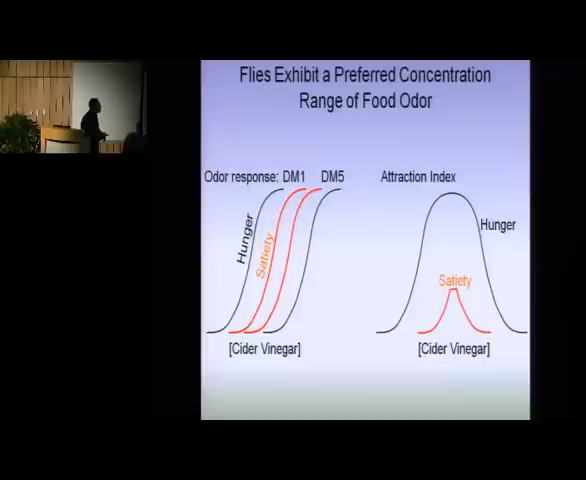 Flies Exhibit a Preferred Concentration
Range of Food Odor
Odor response: DM1 DM5
Hunger
Satiety
[Cider Vinegar]
Attraction Index
Hunger
Satiety
[Cider Vinegar]